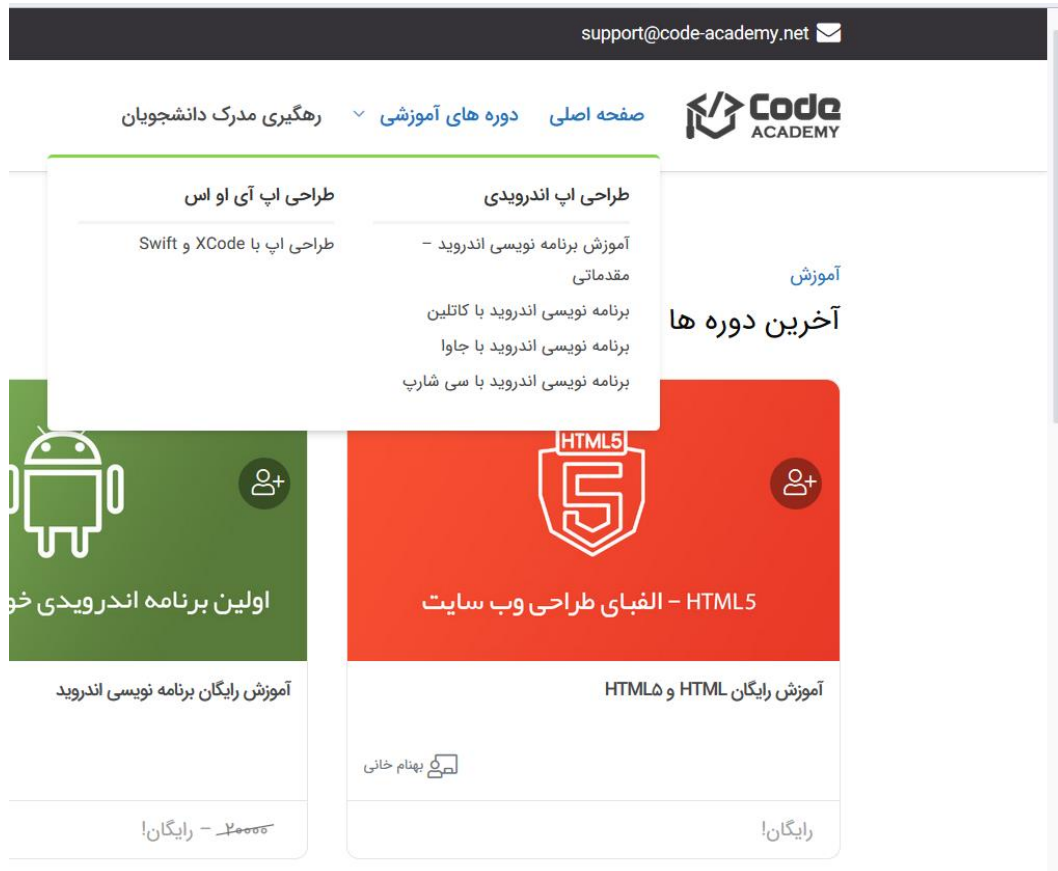 support@code-academy.net
Code
ACADEMY
صفحه اصلی
دوره های آموزشی
رهگیری مدرک دانشجویان
طراحی اپ اندرویدی
آموزش برنامه نویسی اندروید –
مقدماتی
برنامه نویسی اندروید با کاتلین
برنامه نویسی اندروید با جاوا
برنامه نویسی اندروید با سی شارپ
طراحی اپ آی او اس
طراحی اپ با XCode و Swift
آموزش
آخرین دوره ها
HTML5
5
HTML5 – الفبای طراحی وب سایت
آموزش رایگان HTML و HTML۵
بهنام خانی
رایگان!
اولین برنامه اندرویدی
آموزش رایگان برنامه نویسی اندروید
۲۰۰۰۰ – رایگان!